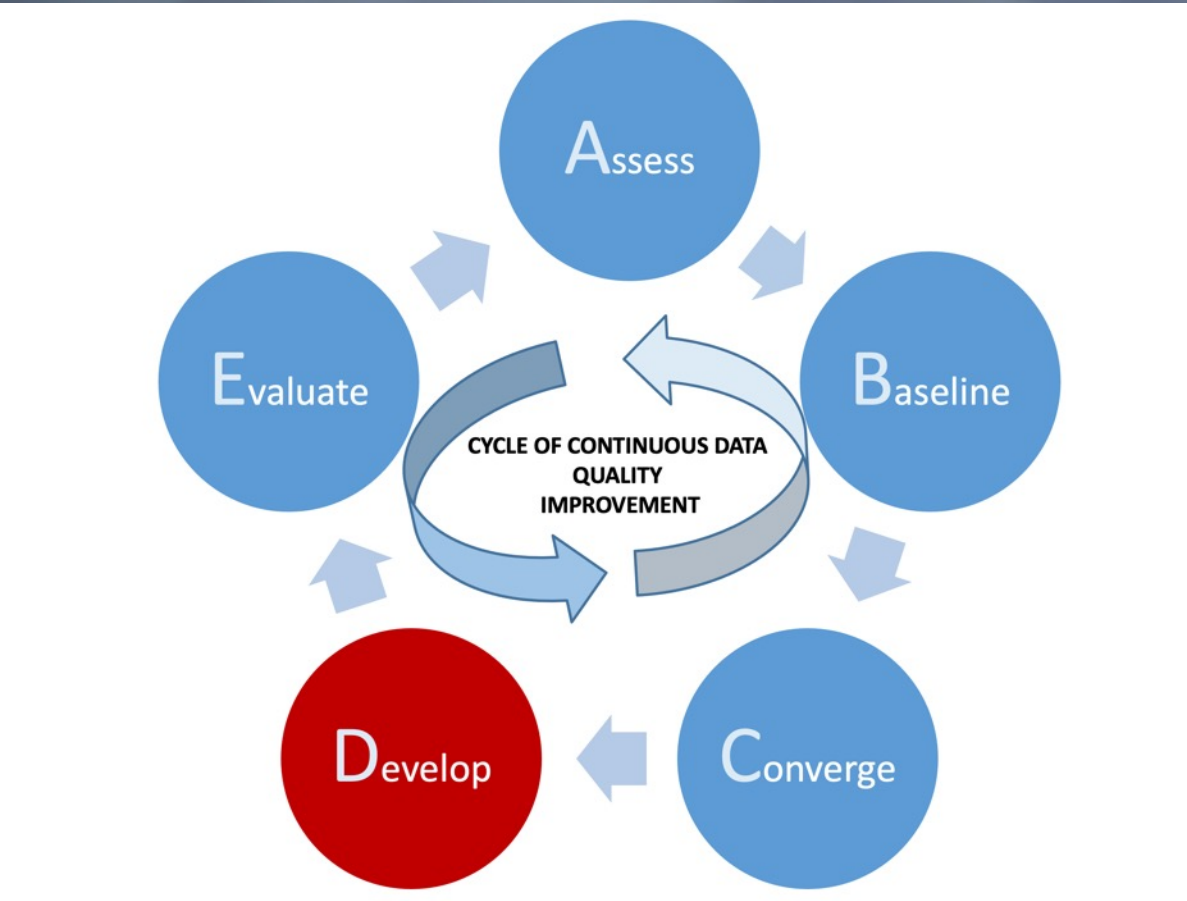 Assess
Evaluate
Baseline
CYCLE OF CONTINUOUS DATA
QUALITY
IMPROVEMENT
Develop
Converge